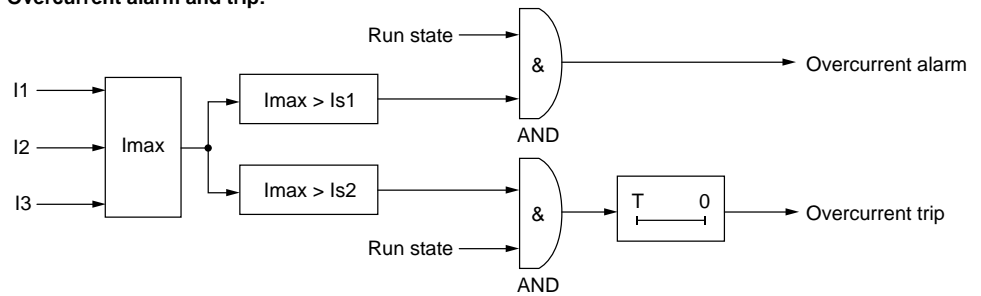 Overcurrent alarm and trip:
Run state
&
Overcurrent alarm
I1
Imax > Is1
AND
I2
Imax
Imax > Is2
I3
&
T 0
Overcurrent trip
Run state
AND